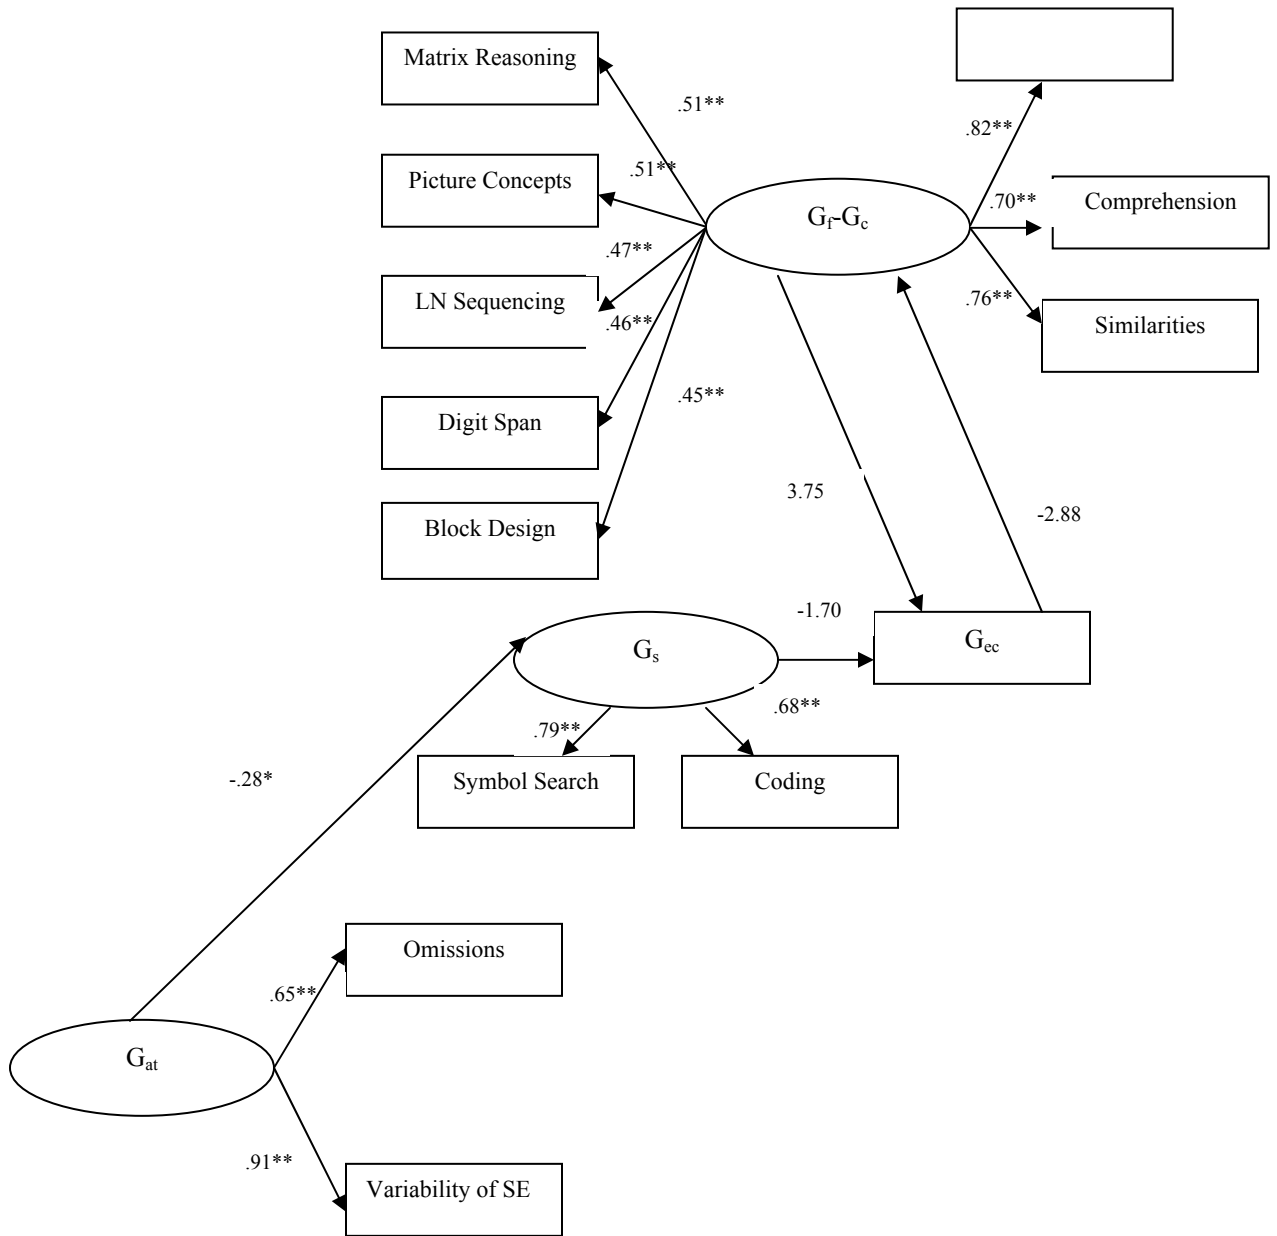 Matrix Reasoning
.51**
.82**
Picture Concepts
.51**
Gf-Gc
.70**
Comprehension
.47**
LN Sequencing
.46**
.76**
Similarities
Digit Span
.45**
3.75
-2.88
Block Design
-1.70
Gs
Gec
.79**
.68**
Symbol Search
Coding
-.28*
Omissions
.65**
Gat
.91**
Variability of SE